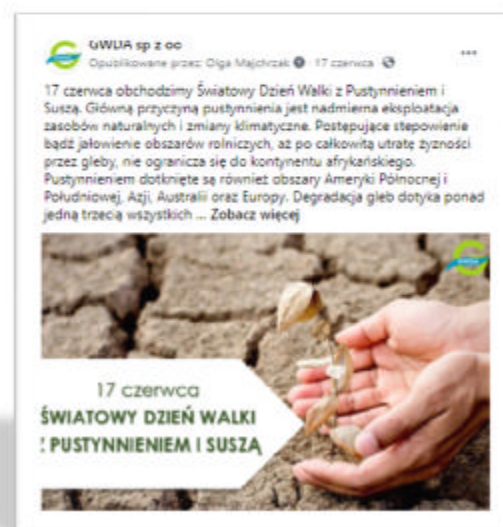 GWDA sp z oo
Opublikowane przez: Olga Majchrzak · 17 czerwca
17 czerwca obchodzimy Światowy Dzień Walki z Pustynnieniem i
Suszą. Główną przyczyną pustynnienia jest nadmierna eksploatacja
zasobów naturalnych i zmiany klimatyczne. Postępujące stepowienie
bądź jałowienie obszarów rolniczych, aż po całkowitą utratę żyzności
przez gleby, nie ogranicza się do kontynentu afrykańskiego.
Pustynnieniem dotknięte są również obszary Ameryki Północnej i
Południowej, Azji, Australii oraz Europy. Degradacja gleb dotyka ponad
jedną trzecią wszystkich ... Zobacz więcej
GWDA
17 czerwca
ŚWIATOWY DZIEŃ WALKI
Z PUSTYNNIENIEM I SUSZĄ